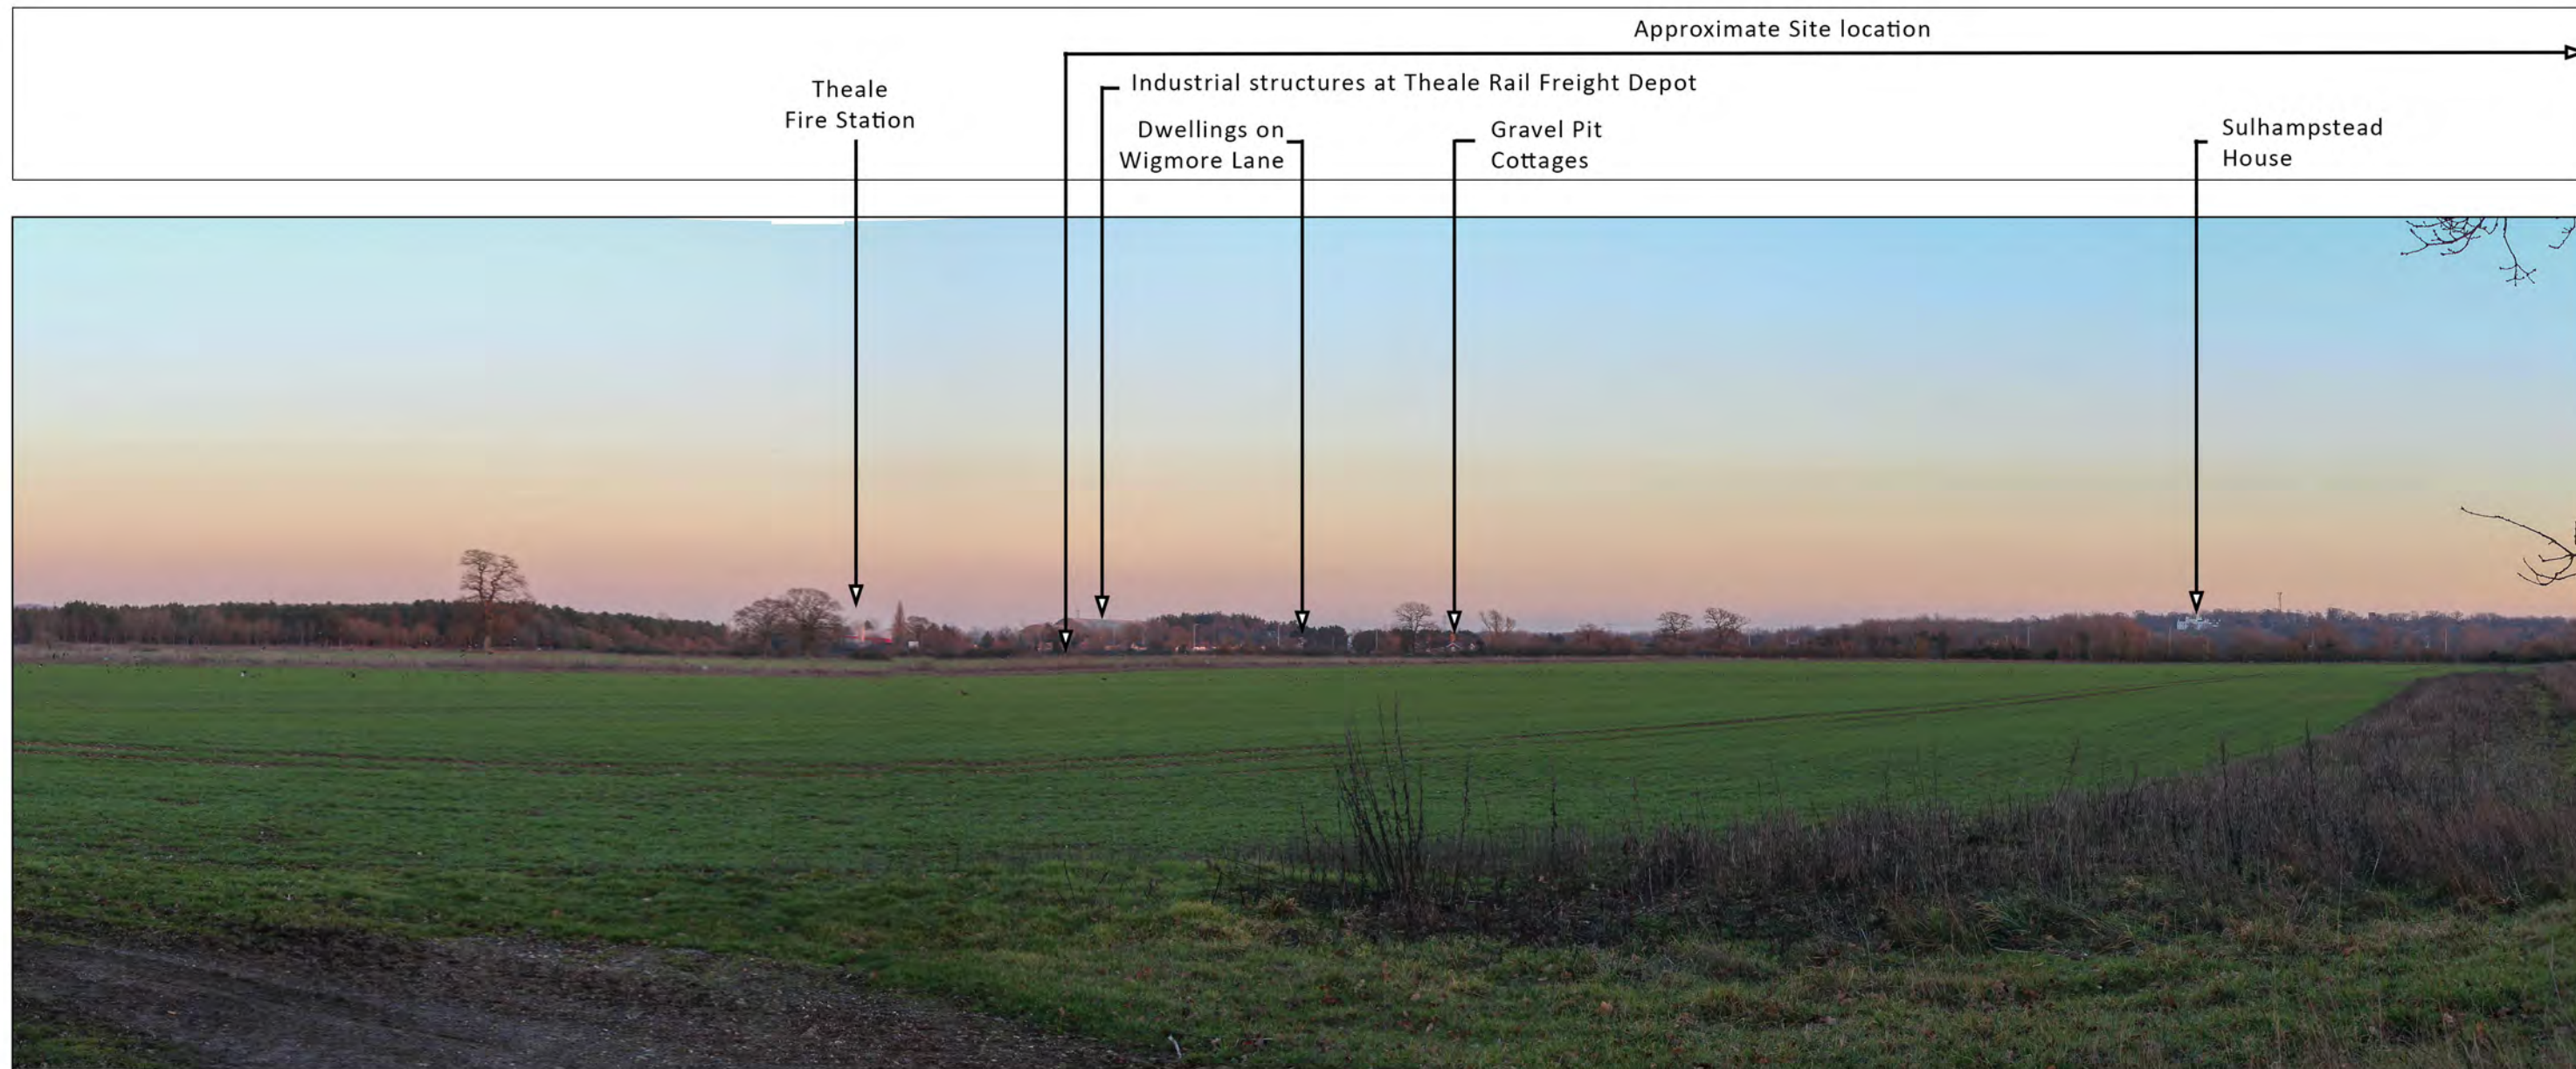 Approximate Site location
Industrial structures at Theale Rail Freight Depot
Theale
Fire Station
Dwellings on
Wigmore Lane
Gravel Pit
Cottages
Sulhampstead
House